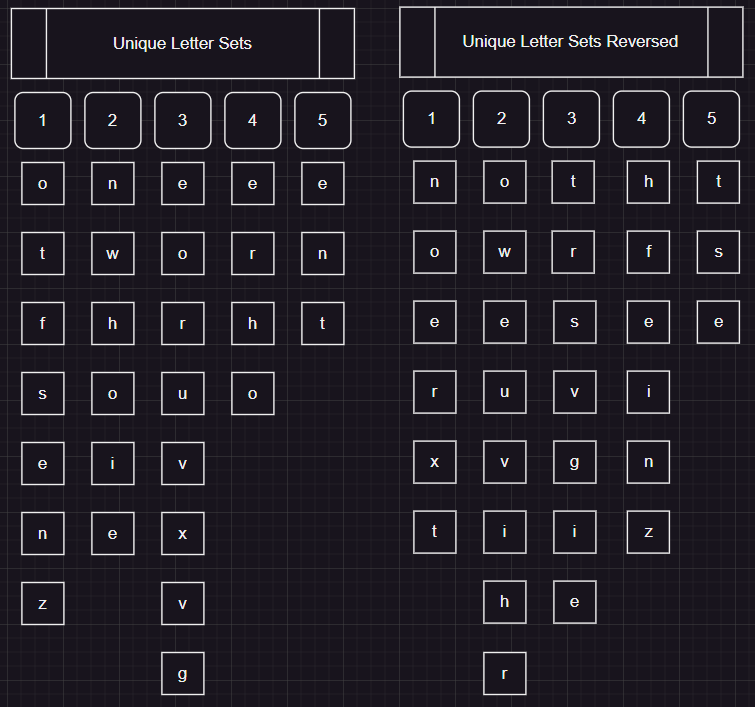 Unique Letter Sets
1 2 3 4 5
o n e e e
t w o r n
f h r h t
s o u o
e i v
n e x
z v
g
Unique Letter Sets Reversed
1 2 3 4 5
n o t h t
o w r f s
e e s e e
r u v i
x v g n
t i i z
h e
r